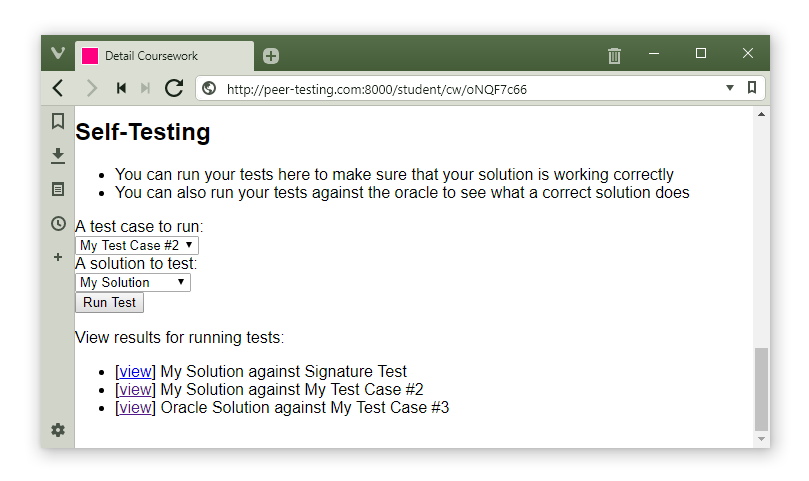 Detail Coursework
http://peer-testing.com:8000/student/cw/oNQF7c66
Self-Testing
You can run your tests here to make sure that your solution is working correctly
You can also run your tests against the oracle to see what a correct solution does
A test case to run:
My Test Case #2
A solution to test:
My Solution
Run Test
View results for running tests:
[view] My Solution against Signature Test
[view] My Solution against My Test Case #2
[view] Oracle Solution against My Test Case #3